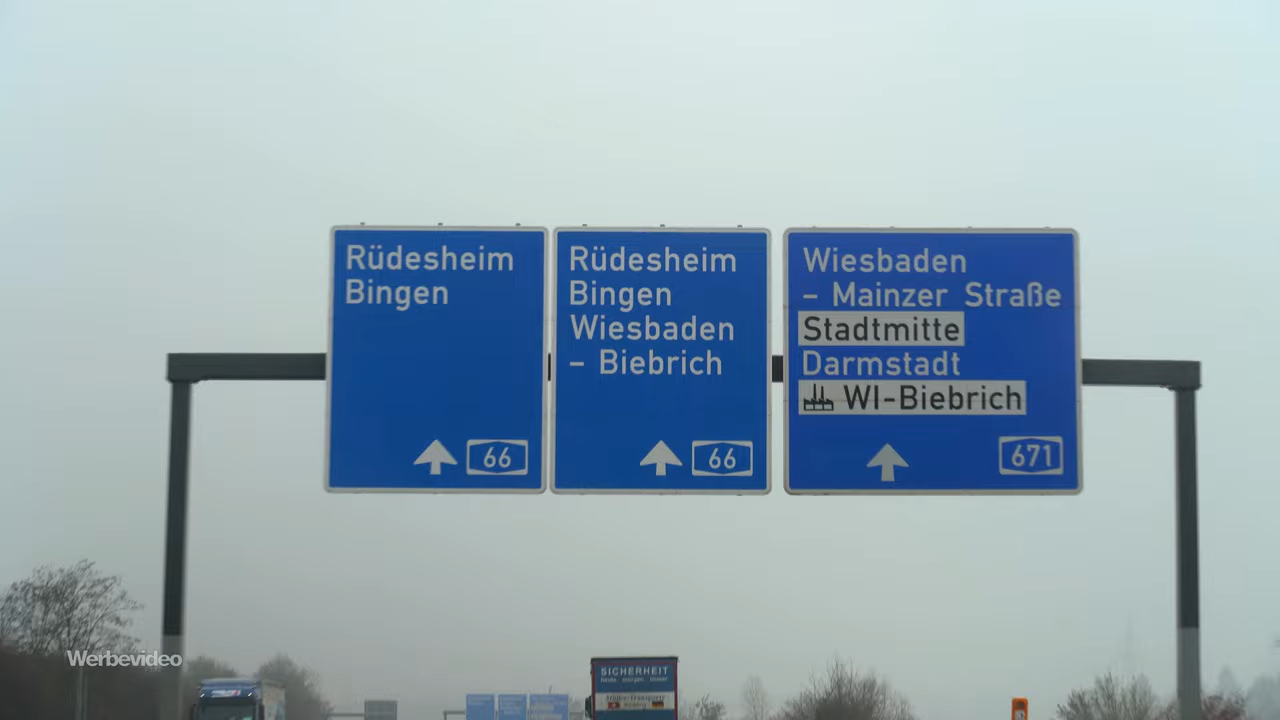 Rüdesheim
Bingen
66
Rüdesheim
Bingen
Wiesbaden
– Biebrich
66
Wiesbaden
– Mainzer Straße
Stadtmitte
Darmstadt
WI-Biebrich
671
Werbevideo
SICHERHEIT